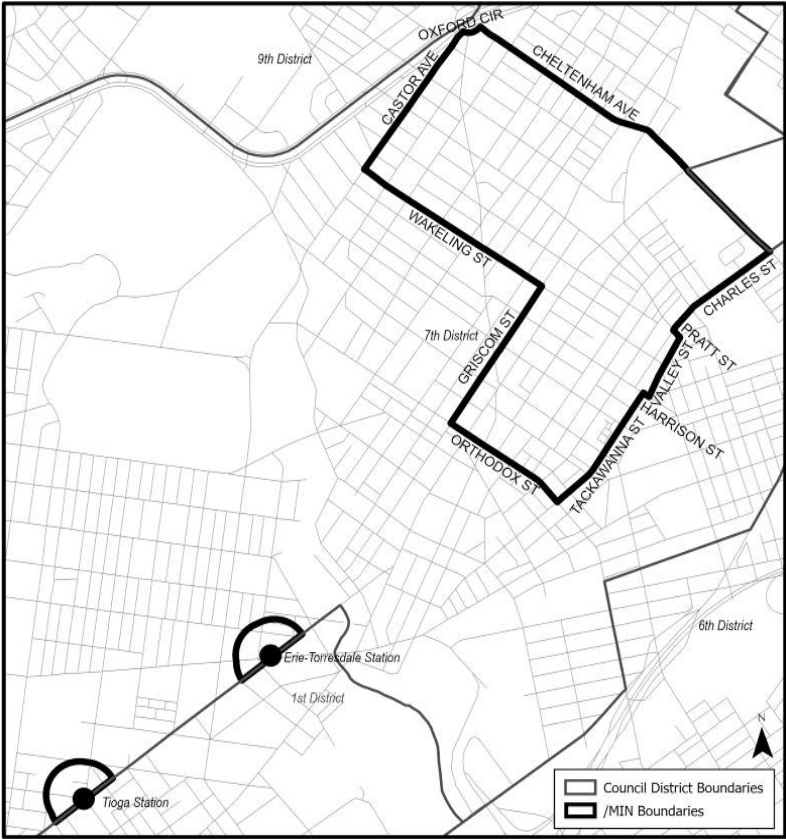 OXFORD CIR
9th District
CASTOR AVE
CHELTENHAM AVE
WAKELING ST
CHARLES ST
7th District
GRISCOM ST
PRATT ST
VALLEY ST
HARRISON ST
ORTHODOX ST
TACKAWANNA ST
6th District
Erie-Torresdale Station
1st District
N
Tioga Station
Council District Boundaries
/MIN Boundaries